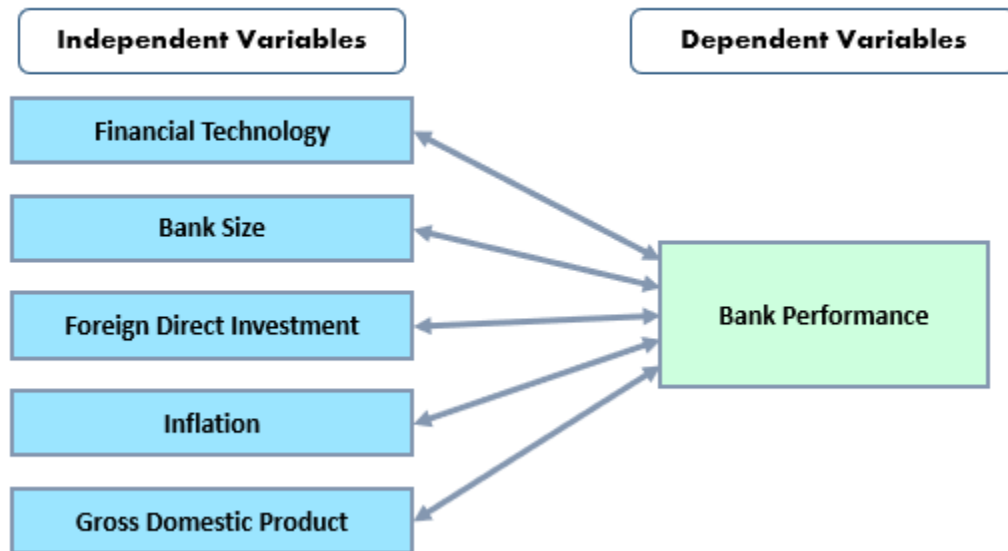 Independent Variables
Dependent Variables
Financial Technology
Bank Size
Foreign Direct Investment
Bank Performance
Inflation
Gross Domestic Product